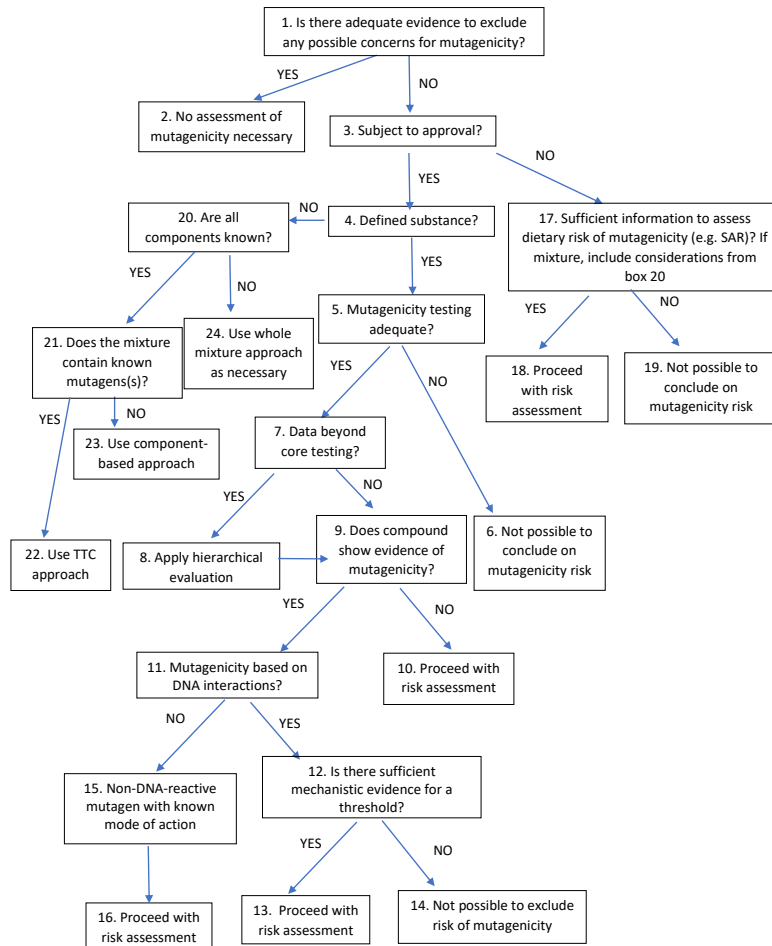 1. Is there adequate evidence to exclude
any possible concerns for mutagenicity?
YES
NO
2. No assessment of
mutagenicity necessary
3. Subject to approval?
NO
YES
NO
20. Are all
components known?
4. Defined substance?
17. Sufficient information to assess
dietary risk of mutagenicity (e.g. SAR)? If
mixture, include considerations from
box 20
YES
NO
YES
5. Mutagenicity testing
adequate?
YES
NO
21. Does the mixture
contain known
mutagens(s)?
24. Use whole
mixture approach
as necessary
18. Proceed
with risk
assessment
19. Not possible to
conclude on
mutagenicity risk
YES
NO
YES
NO
23. Use component-
based approach
7. Data beyond
core testing?
YES
NO
22. Use TTC
approach
8. Apply hierarchical
evaluation
9. Does compound
show evidence of
mutagenicity?
6. Not possible to
conclude on
mutagenicity risk
YES
NO
11. Mutagenicity based on
DNA interactions?
10. Proceed with
risk assessment
NO
YES
15. Non-DNA-reactive
mutagen with known
mode of action
12. Is there sufficient
mechanistic evidence for a
threshold?
YES
NO
16. Proceed with
risk assessment
13. Proceed with
risk assessment
14. Not possible to exclude
risk of mutagenicity